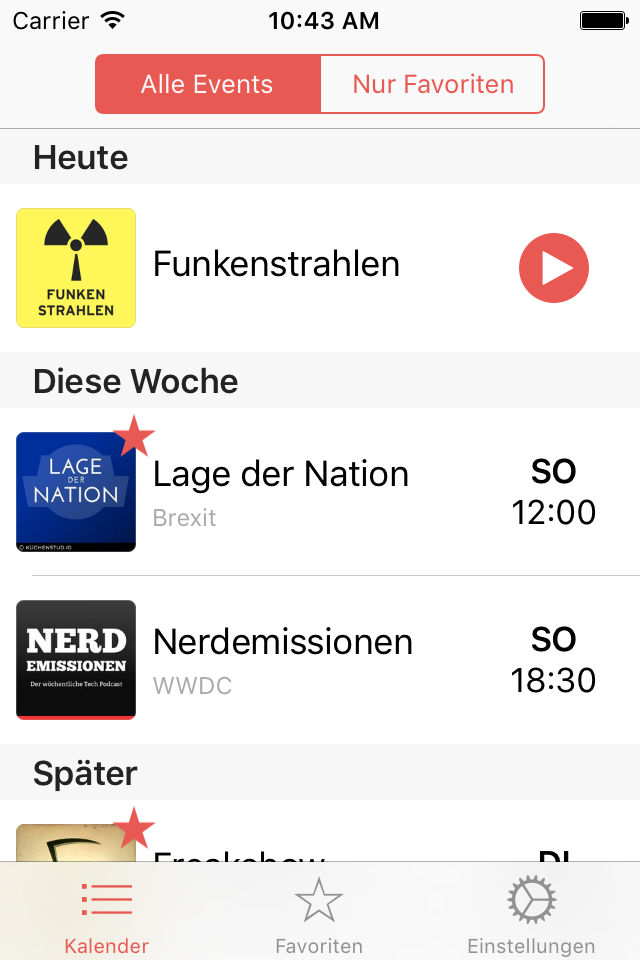 Carrier 10:43 AM
Alle Events Nur Favoriten
Heute
FUNKEN
STRAHLEN
Funkenstrahlen
Diese Woche
LAGE
DER
NATION
KÜCHENSTUD.IO
Lage der Nation
Brexit
SO
12:00
NERD
EMISSIONEN
Der wöchentliche Tech Podcast
Nerdemissionen
WWDC
SO
18:30
Später
Freakshow DI
Kalender Favoriten Einstellungen